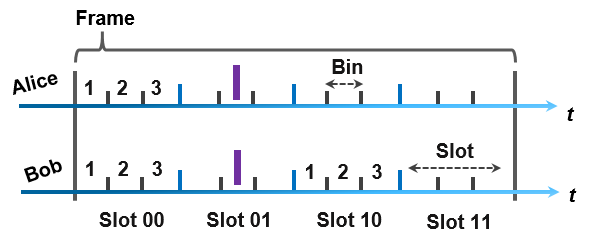 Frame
Alice 1 2 3 Bin
t
Bob 1 2 3 1 2 3 Slot
t
Slot 00 Slot 01 Slot 10 Slot 11